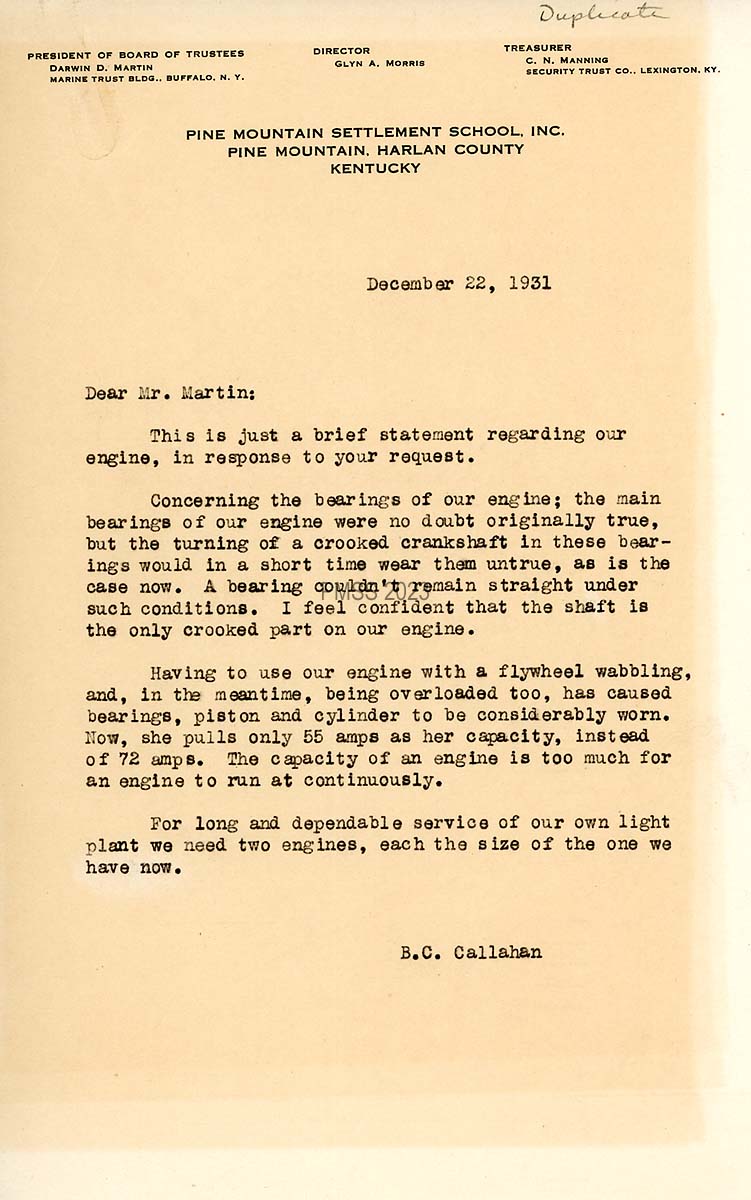 Duplicate
PRESIDENT OF BOARD OF TRUSTEES
DARWIN D. MARTIN
MARINE TRUST BLDG., BUFFALO, N. Y.
DIRECTOR
GLYN A. MORRIS
TREASURER
C. N. MANNING
SECURITY TRUST CO., LEXINGTON, KY.
PINE MOUNTAIN SETTLEMENT SCHOOL, INC.
PINE MOUNTAIN, HARLAN COUNTY
KENTUCKY
December 22, 1931
Dear Mr. Martin:
This is just a brief statement regarding our
engine, in response to your request.
Concerning the bearings of our engine; the main
bearings of our engine were no doubt originally true,
but the turning of a crooked crankshaft in these bear-
ings would in a short time wear them untrue, as is the
case now. A bearing couldn't remain straight under
PMSS 2023
such conditions. I feel confident that the shaft is
the only crooked part on our engine.
Having to use our engine with a flywheel wabbling,
and, in the meantime, being overloaded too, has caused
bearings, piston and cylinder to be considerably worn.
Now, she pulls only 55 amps as her capacity, instead
of 72 amps. The capacity of an engine is too much for
an engine to run at continuously.
For long and dependable service of our own light
plant we need two engines, each the size of the one we
have now.
B.C. Callahan